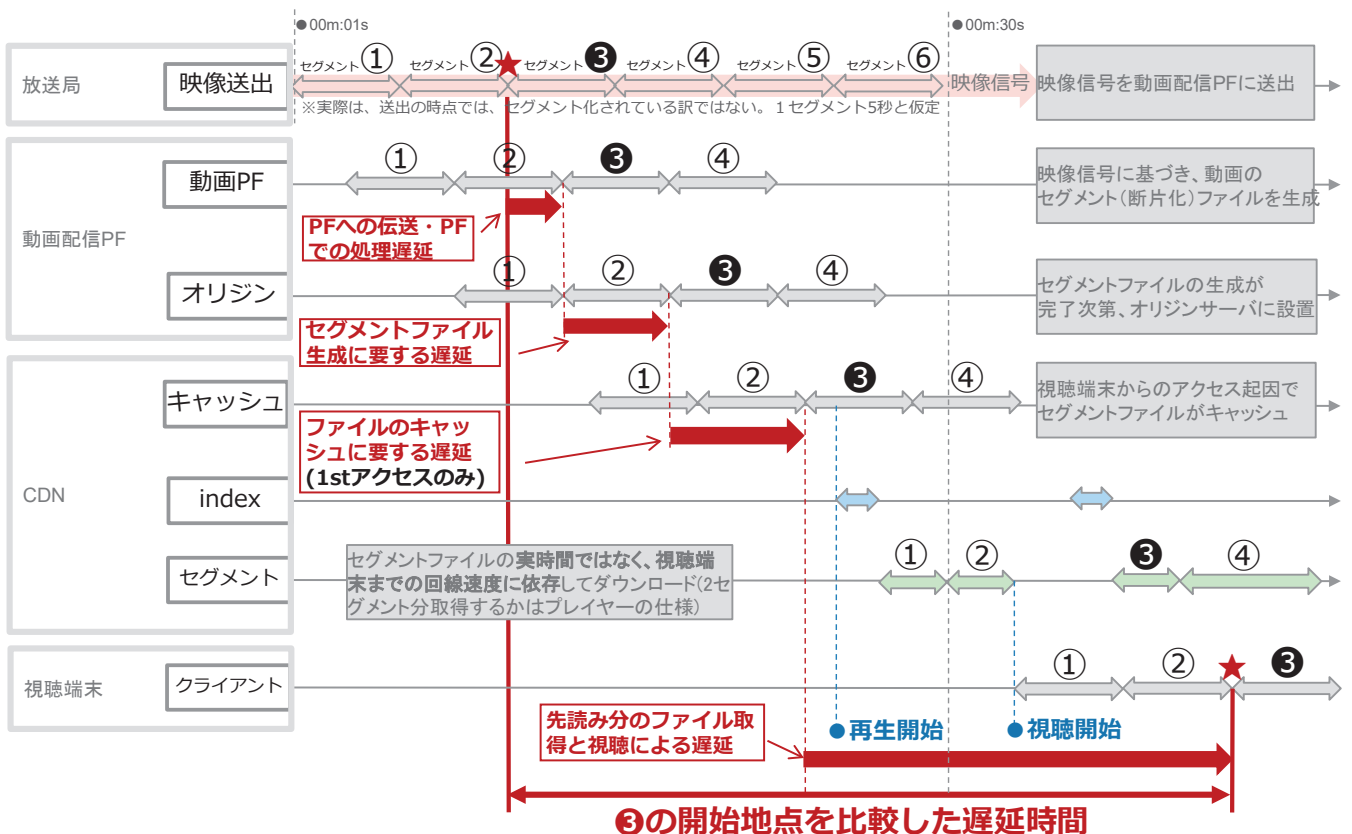 ●00m:01s
●00m:30s
放送局
映像送出
セグメント①
セグメント②
セグメント❸
セグメント④
セグメント⑤
セグメント⑥
映像信号
映像信号を動画配信PFに送出
※実際は、送出の時点では、セグメント化されている訳ではない。1セグメント5秒と仮定
動画配信PF
動画PF
①
②
❸
④
映像信号に基づき、動画の
セグメント(断片化)ファイルを生成
PFへの伝送・PF
での処理遅延
オリジン
①
②
❸
④
セグメントファイルの生成が
完了次第、オリジンサーバに設置
セグメントファイル
生成に要する遅延
CDN
キャッシュ
①
②
❸
④
視聴端末からのアクセス起因で
セグメントファイルがキャッシュ
ファイルのキャッ
シュに要する遅延
(1stアクセスのみ)
index
セグメント
セグメントファイルの実時間ではなく、視聴端
末までの回線速度に依存してダウンロード(2セ
グメント分取得するかはプレイヤーの仕様)
①
②
❸
④
視聴端末
クライアント
①
②
❸
●再生開始
●視聴開始
先読み分のファイル取
得と視聴による遅延
❸の開始地点を比較した遅延時間